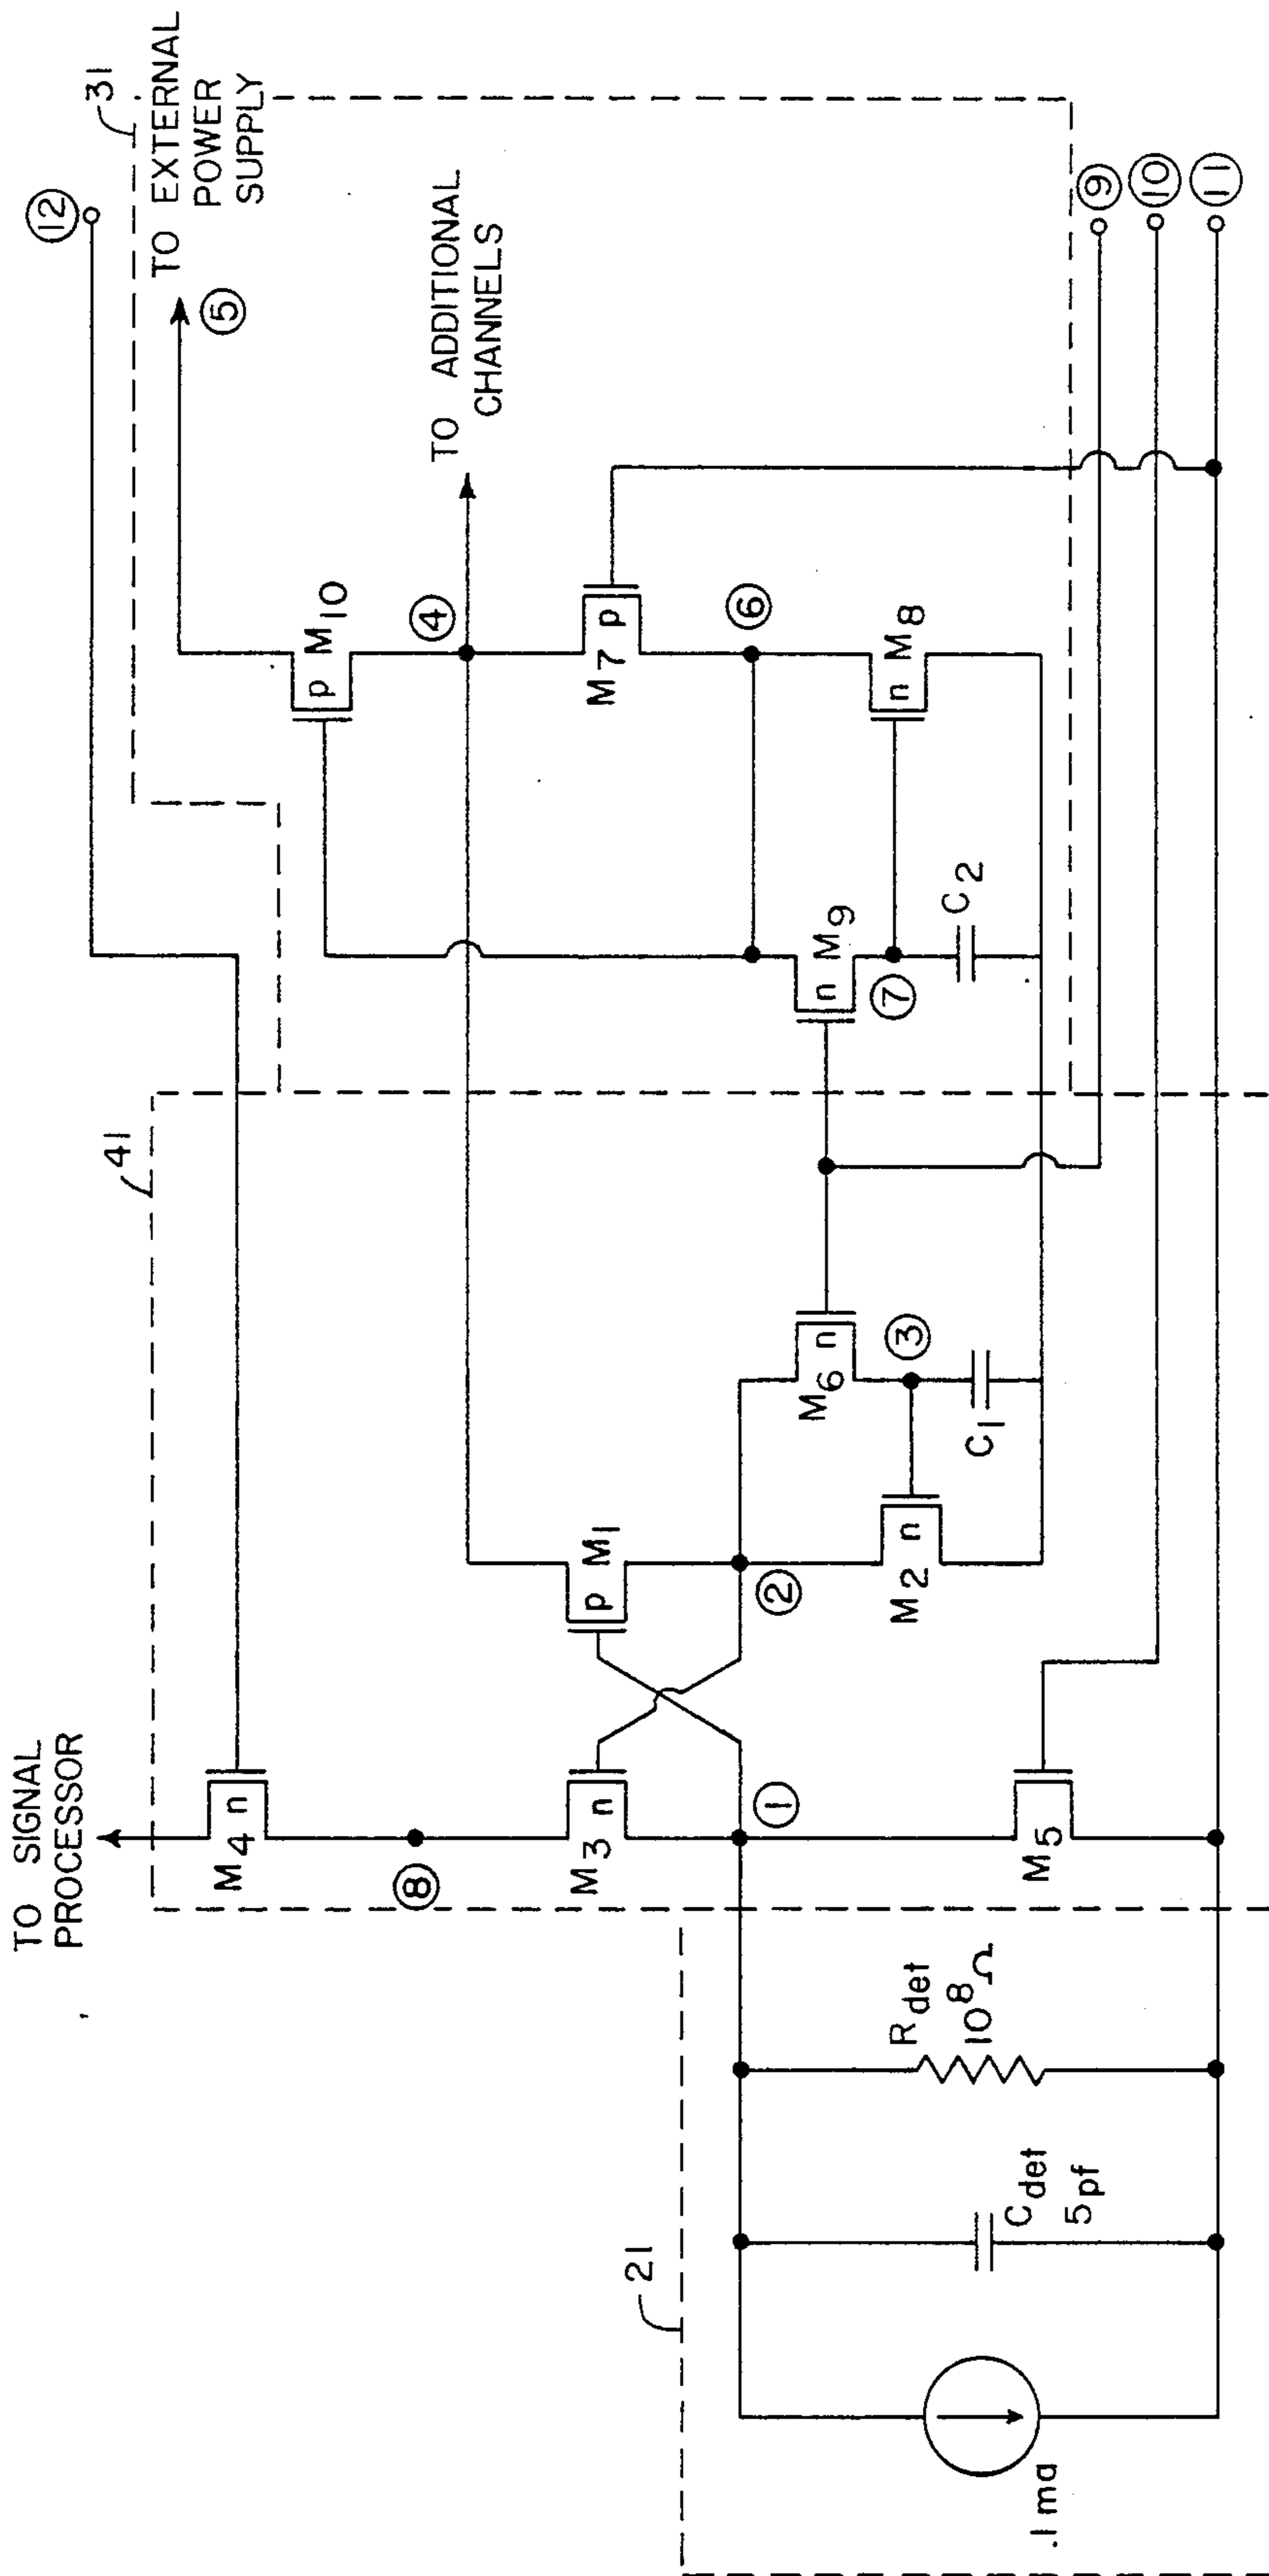 TO SIGNAL
PROCESSOR
41
12
31
TO EXTERNAL
POWER
SUPPLY
5
M4
n
8
M3
n
p
M1
p
M10
4
TO ADDITIONAL
CHANNELS
1
2
M7
p
6
M6
n
3
n
M9
7
n
M8
M2
n
C1
C2
M5
9
10
11
21
Rdet
10⁸ Ω
Cdet
5pf
.1ma